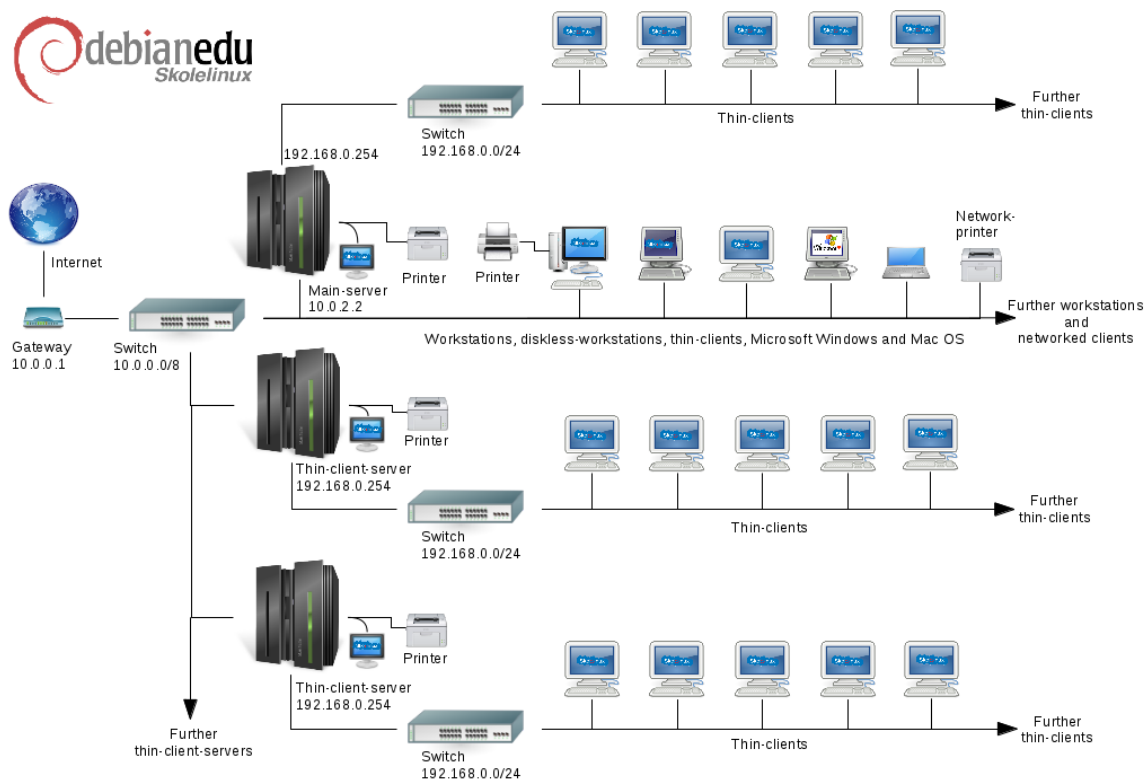 debianedu
Skolelinux
Further
thin-clients
Thin-clients
Switch
192.168.0.0/24
192.168.0.254
Internet
Gateway
10.0.0.1
Switch
10.0.0.0/8
Main-server
10.0.2.2
Printer
Printer
Network-
printer
Further workstations
and
networked clients
Workstations, diskless-workstations, thin-clients, Microsoft Windows and Mac OS
Printer
Thin-client-server
192.168.0.254
Switch
192.168.0.0/24
Thin-clients
Further
thin-clients
Printer
Thin-client-server
192.168.0.254
Switch
192.168.0.0/24
Thin-clients
Further
thin-clients
Further
thin-client-servers